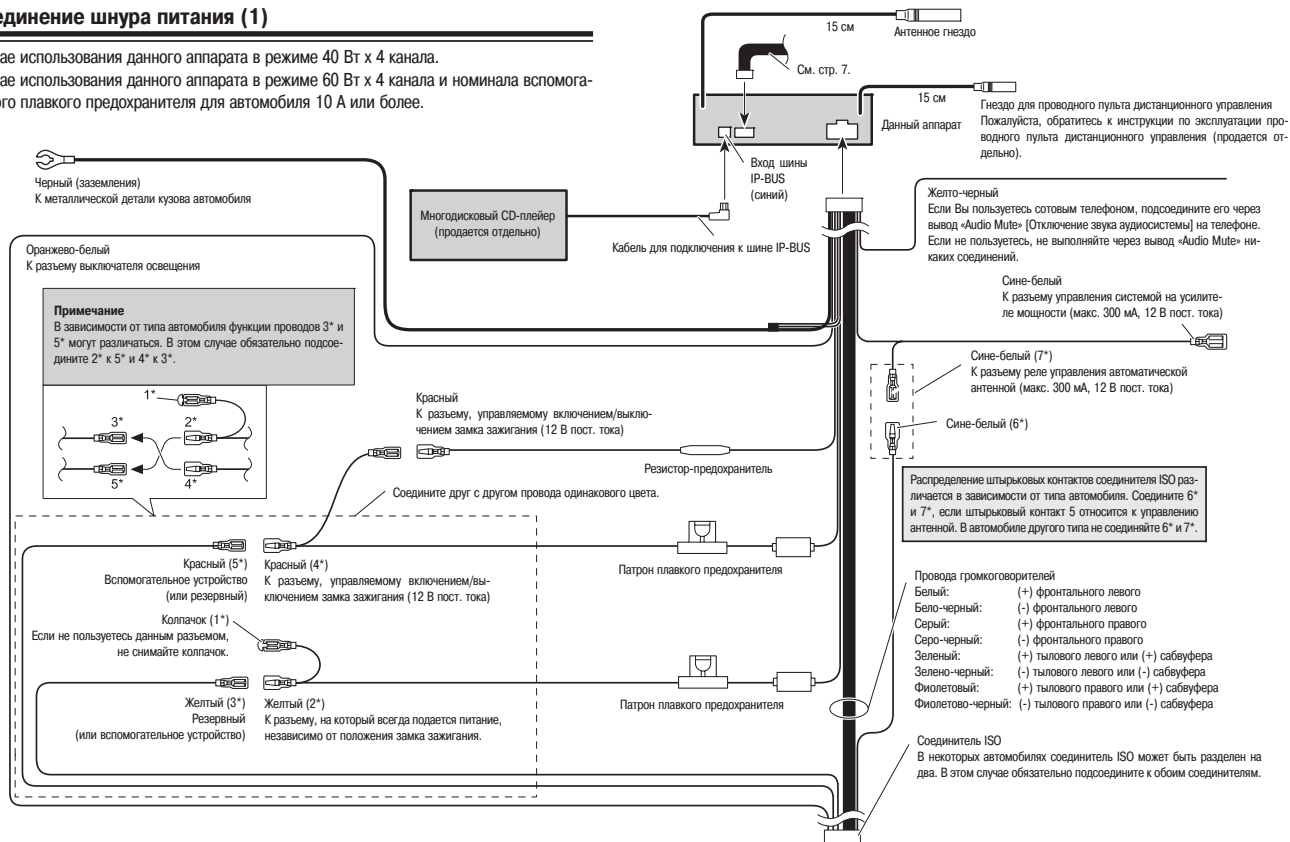 единение шнура питания (1)
ае использования данного аппарата в режиме 40 Вт х 4 канала.
ае использования данного аппарата в режиме 60 Вт х 4 канала и номинала вспомога-
ого плавкого предохранителя для автомобиля 10 А или более.
15 см
Антенное гнездо
См. стр. 7.
15 см
Гнездо для проводного пульта дистанционного управления
Пожалуйста, обратитесь к инструкции по эксплуатации про-
водного пульта дистанционного управления (продается от-
дельно).
Данный аппарат
Вход шины
IP-BUS
(синий)
Черный (заземления)
К металлической детали кузова автомобиля
Многодисковый CD-плейер
(продается отдельно)
Кабель для подключения к шине IP-BUS
Желто-черный
Если Вы пользуетесь сотовым телефоном, подсоедините его через
вывод «Audio Mute» [Отключение звука аудиосистемы] на телефоне.
Если не пользуетесь, не выполняйте через вывод «Audio Mute» ни-
каких соединений.
Оранжево-белый
К разъему выключателя освещения
Сине-белый
К разъему управления системой на усилите-
ле мощности (макс. 300 мА, 12 В пост. тока)
Примечание
В зависимости от типа автомобиля функции проводов 3* и
5* могут различаться. В этом случае обязательно подсое-
дините 2* к 5* и 4* к 3*.
Сине-белый (7*)
К разъему реле управления автоматической
антенной (макс. 300 мА, 12 В пост. тока)
1*
3*
2*
5*
4*
Красный
К разъему, управляемому включением/выклю-
чением замка зажигания (12 В пост. тока)
Сине-белый (6*)
Резистор-предохранитель
Распределение штырьковых контактов соединителя ISO раз-
личается в зависимости от типа автомобиля. Соедините 6*
и 7*, если штырьковый контакт 5 относится к управлению
антенной. В автомобиле другого типа не соединяйте 6* и 7*.
Соедините друг с другом провода одинакового цвета.
Красный (5*)
Вспомогательное устройство
(или резервный)
Красный (4*)
К разъему, управляемому включением/вы-
ключением замка зажигания (12 В пост. тока)
Патрон плавкого предохранителя
Колпачок (1*)
Если не пользуетесь данным разъемом,
не снимайте колпачок.
Провода громкоговорителей
Белый: (+) фронтального левого
Бело-черный: (-) фронтального левого
Серый: (+) фронтального правого
Серо-черный: (-) фронтального правого
Зеленый: (+) тылового левого или (+) сабвуфера
Зелено-черный: (-) тылового левого или (-) сабвуфера
Фиолетовый: (+) тылового правого или (+) сабвуфера
Фиолетово-черный: (-) тылового правого или (-) сабвуфера
Желтый (3*)
Резервный
(или вспомогательное устройство)
Желтый (2*)
К разъему, на который всегда подается питание,
независимо от положения замка зажигания.
Патрон плавкого предохранителя
Соединитель ISO
В некоторых автомобилях соединитель ISO может быть разделен на
два. В этом случае обязательно подсоедините к обоим соединителям.